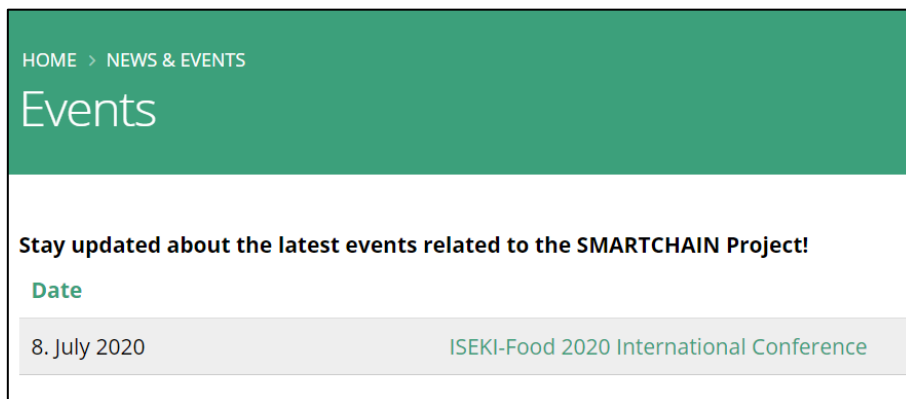 HOME > NEWS & EVENTS
Events
Stay updated about the latest events related to the SMARTCHAIN Project!
Date
8. July 2020 ISEKI-Food 2020 International Conference